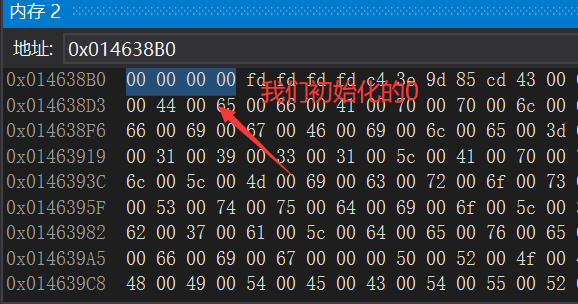 内存 2
地址: 0x014638B0
0x014638B0 00 00 00 00 fd fd fd fd c4 3e 9d 85 cd 43 00
我们初始化的0
0x014638D3 00 44 00 65 00 66 00 41 00 70 00 70 00 6c 00
0x014638F6 66 00 69 00 67 00 46 00 69 00 6c 00 65 00 3d
0x01463919 00 31 00 39 00 33 00 31 00 5c 00 41 00 70 00
0x0146393C 6c 00 5c 00 4d 00 69 00 63 00 72 00 6f 00 73
0x0146395F 00 53 00 74 00 75 00 64 00 69 00 6f 00 5c 00
0x01463982 62 00 37 00 61 00 5c 00 64 00 65 00 76 00 65
0x014639A5 00 66 00 69 00 67 00 00 00 50 00 52 00 4f 00
0x014639C8 48 00 49 00 54 00 45 00 43 00 54 00 55 00 52